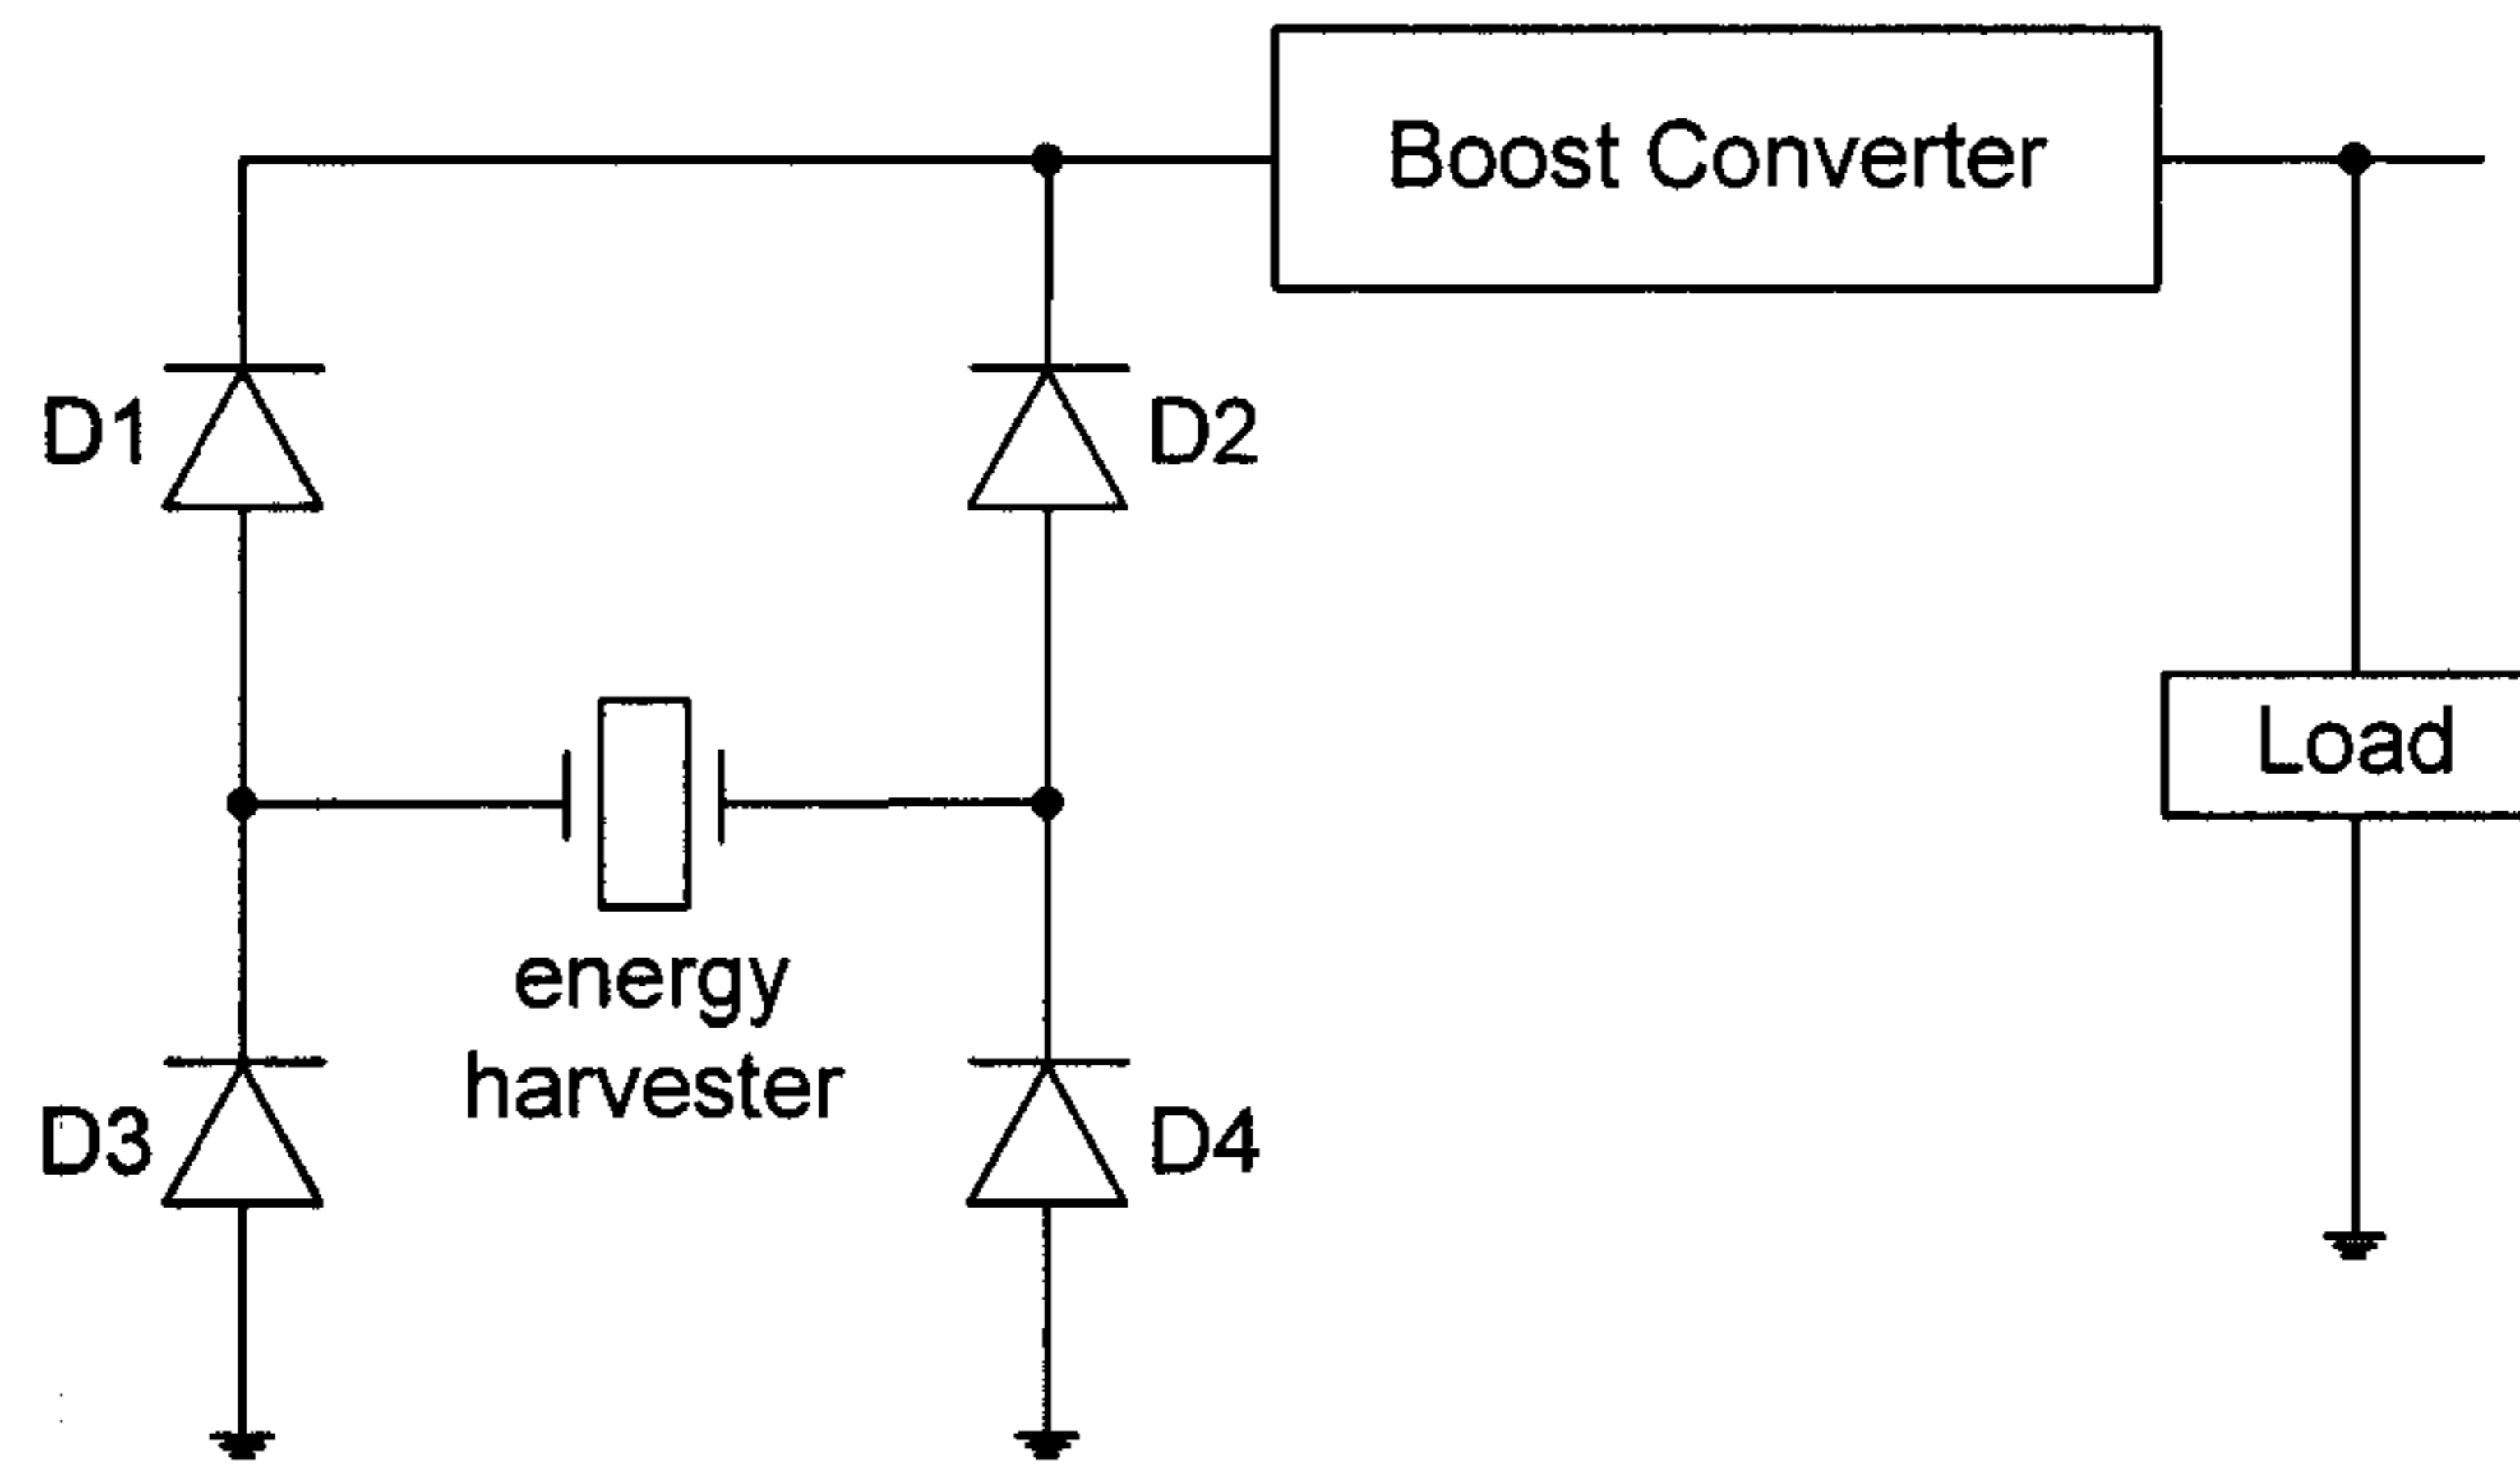 Boost Converter
D1
D2
Load
energy
harvester
D3
D4